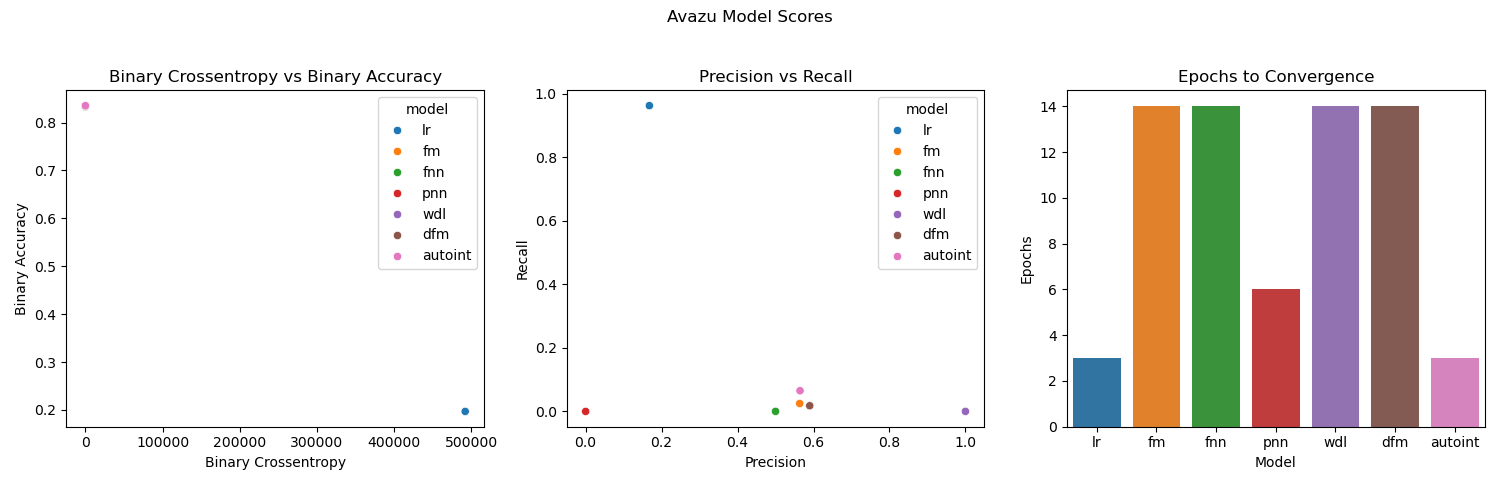 Avazu Model Scores
Binary Crossentropy vs Binary Accuracy
Binary Accuracy
0.8
0.7
0.6
0.5
0.4
0.3
0.2
0
100000
200000
300000
400000
500000
Binary Crossentropy
model
lr
fm
fnn
pnn
wdl
dfm
autoint
Precision vs Recall
Recall
1.0
0.8
0.6
0.4
0.2
0.0
0.0
0.2
0.4
0.6
0.8
1.0
Precision
model
lr
fm
fnn
pnn
wdl
dfm
autoint
Epochs to Convergence
Epochs
14
12
10
8
6
4
2
0
lr
fm
fnn
pnn
wdl
dfm
autoint
Model